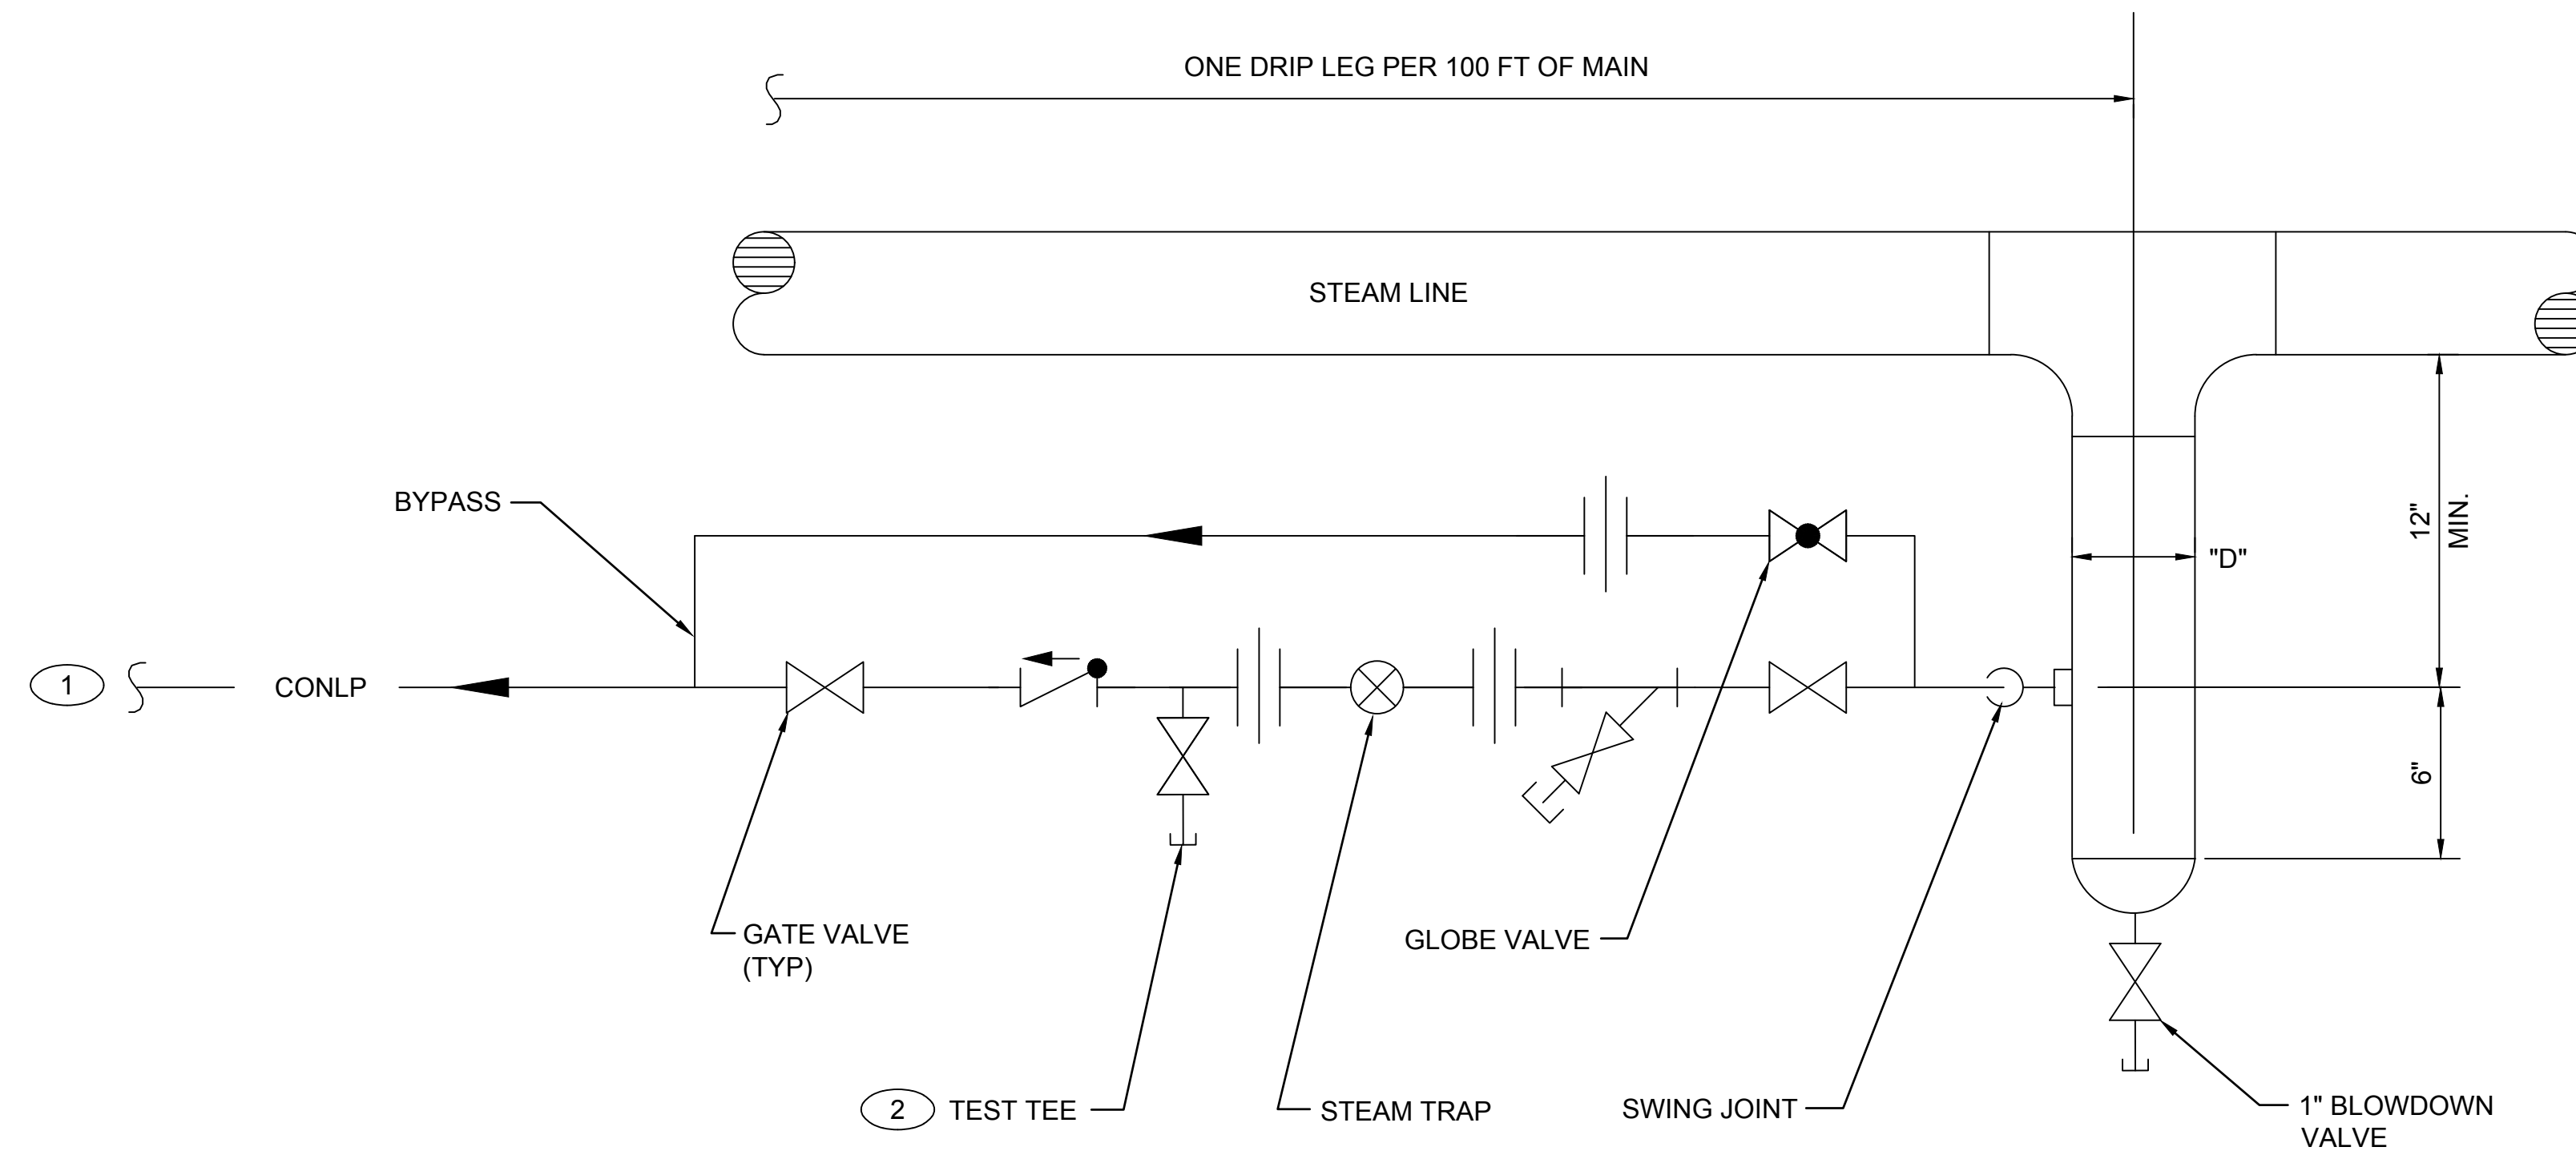 ONE DRIP LEG PER 100 FT OF MAIN
STEAM LINE
BYPASS
12"
MIN.
"D"
1
CONLP
6"
GATE VALVE
(TYP)
GLOBE VALVE
2 TEST TEE
STEAM TRAP
SWING JOINT
1" BLOWDOWN
VALVE